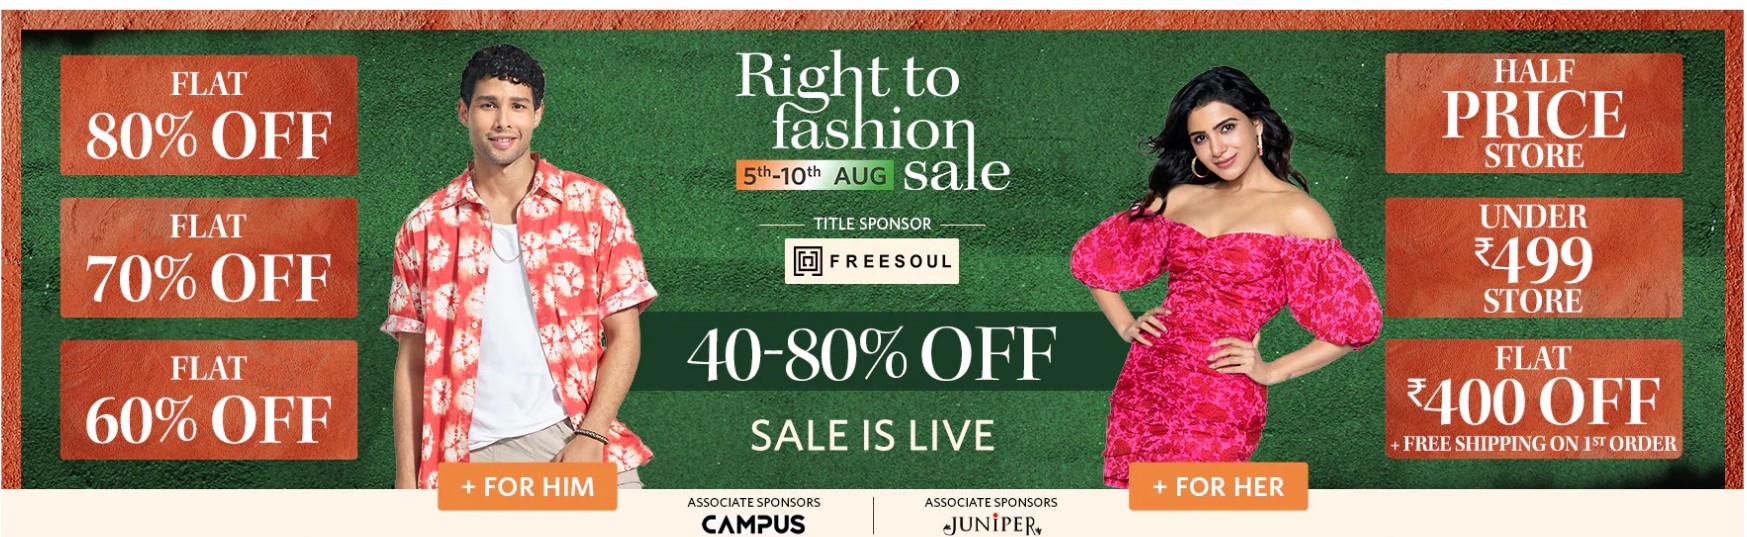 FLAT
80% OFF
FLAT
70% OFF
FLAT
60% OFF
Right to
fashion
5th-10th AUG sale
TITLE SPONSOR
FREESOUL
40-80% OFF
SALE IS LIVE
HALF
PRICE
STORE
UNDER
₹499
STORE
FLAT
₹400 OFF
+ FREE SHIPPING ON 1ST ORDER
+ FOR HIM
+ FOR HER
ASSOCIATE SPONSORS
CAMPUS
ASSOCIATE SPONSORS
JUNIPER